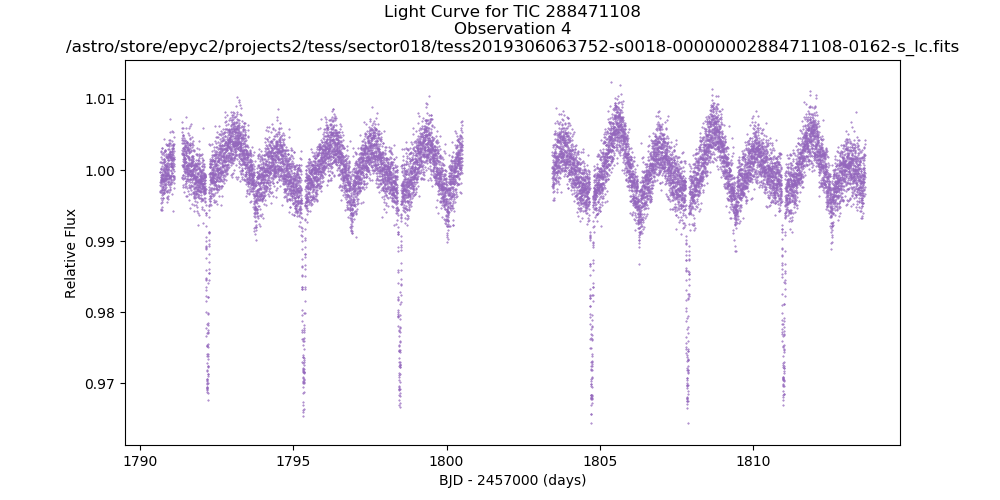 Light Curve for TIC 288471108
Observation 4
/astro/store/epyc2/projects2/tess/sector018/tess2019306063752-s0018-0000000288471108-0162-s_lc.fits
1.01
1.00
0.99
0.98
0.97
Relative Flux
1790 1795 1800 1805 1810
BJD - 2457000 (days)